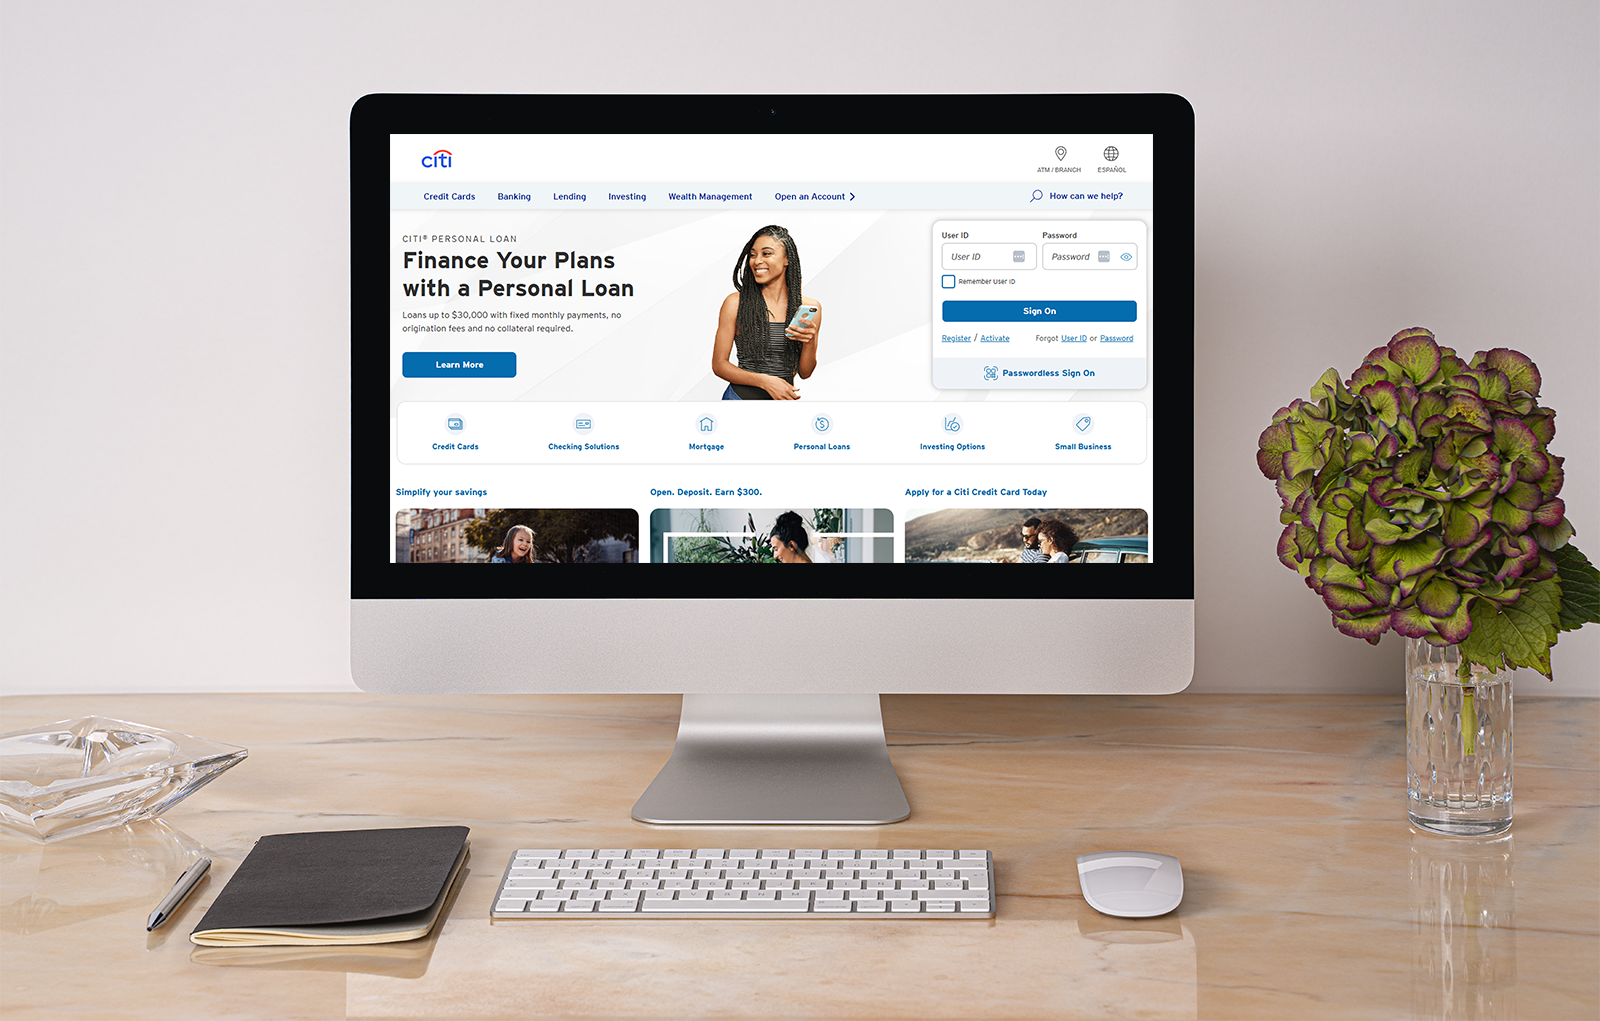 citi
ATM / BRANCH
ESPAÑOL
Credit Cards
Banking
Lending
Investing
Wealth Management
Open an Account
How can we help?
CITI® PERSONAL LOAN
Finance Your Plans
with a Personal Loan
Loans up to $30,000 with fixed monthly payments, no
origination fees and no collateral required.
Learn More
User ID
Password
User ID
Password
Remember User ID
Sign On
Register / Activate
Forgot User ID or Password
Passwordless Sign On
Credit Cards
Checking Solutions
Mortgage
Personal Loans
Investing Options
Small Business
Simplify your savings
Open. Deposit. Earn $300.
Apply for a Citi Credit Card Today